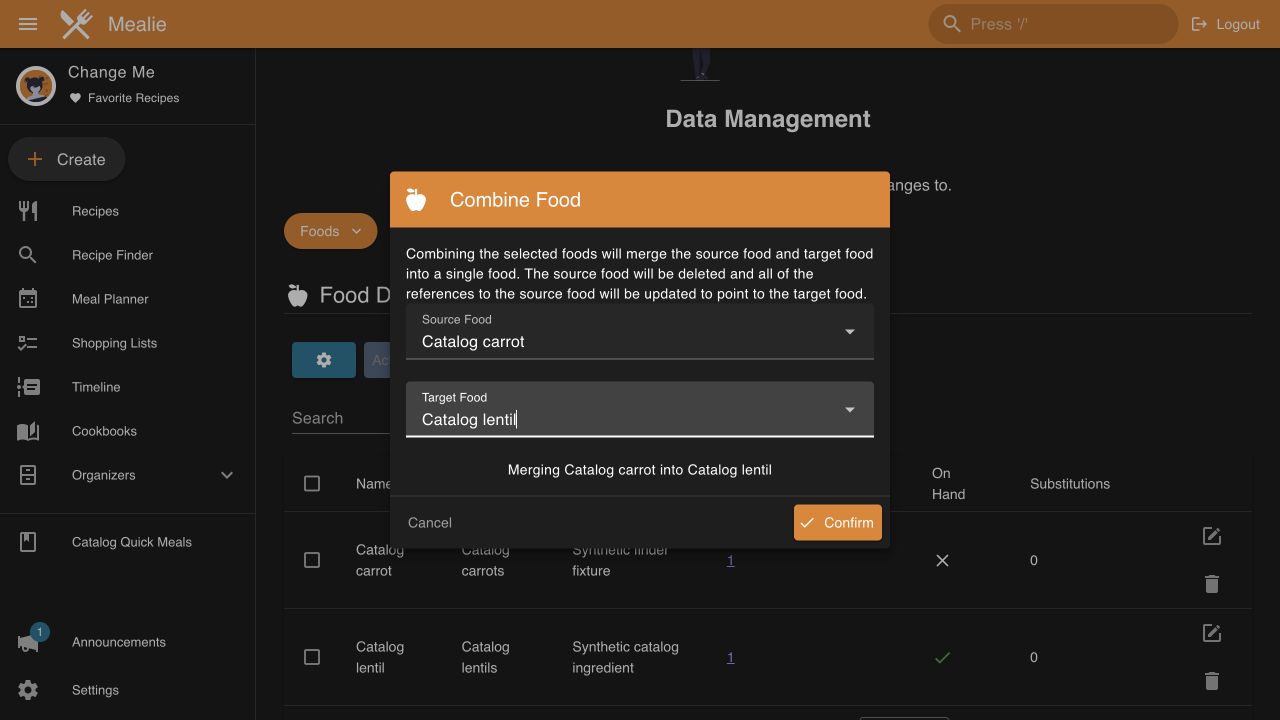 Mealie
Press '/'
Logout
Change Me
Favorite Recipes
Create
Recipes
Recipe Finder
Meal Planner
Shopping Lists
Timeline
Cookbooks
Organizers
Catalog Quick Meals
1
Announcements
Settings
Data Management
anges to.
Foods
Food D
Ac
Search
Combine Food
Combining the selected foods will merge the source food and target food
into a single food. The source food will be deleted and all of the
references to the source food will be updated to point to the target food.
Source Food
Catalog carrot
Target Food
Catalog lentil
Merging Catalog carrot into Catalog lentil
Cancel
Confirm
Name
On
Hand
Substitutions
Catalog
carrot
Catalog
carrots
Synthetic finder
fixture
1
0
Catalog
lentil
Catalog
lentils
Synthetic catalog
ingredient
1
0